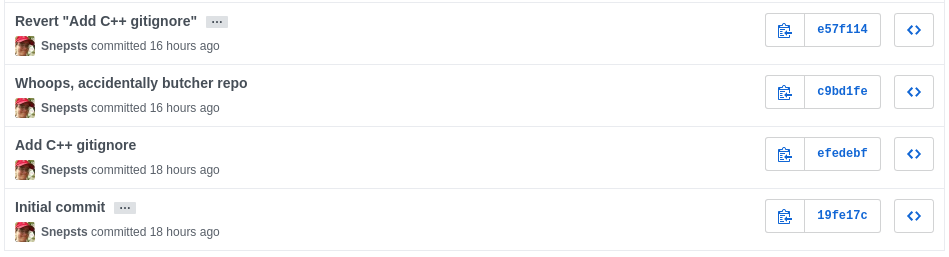 Revert "Add C++ gitignore" ...
e57f114
Snepsts committed 16 hours ago
Whoops, accidentally butcher repo
c9bd1fe
Snepsts committed 16 hours ago
Add C++ gitignore
efedebf
Snepsts committed 18 hours ago
Initial commit ...
19fe17c
Snepsts committed 18 hours ago